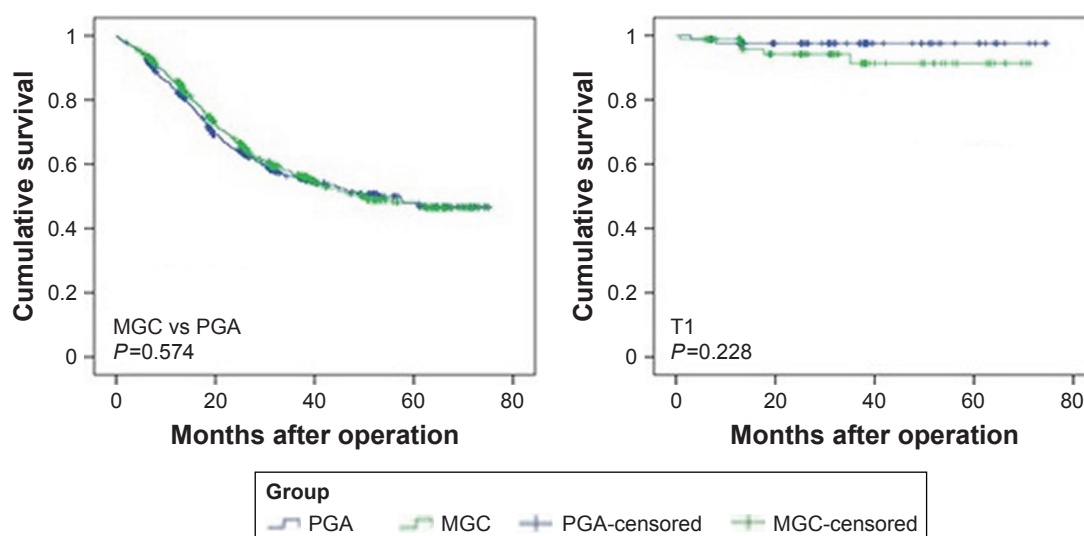 Cumulative survival
1
0.8
0.6
0.4
0.2
0
MGC vs PGA
P=0.574
0 20 40 60 80
Months after operation
Cumulative survival
1
0.8
0.6
0.4
0.2
0
T1
P=0.228
0 20 40 60 80
Months after operation
Group
PGA MGC PGA-censored MGC-censored